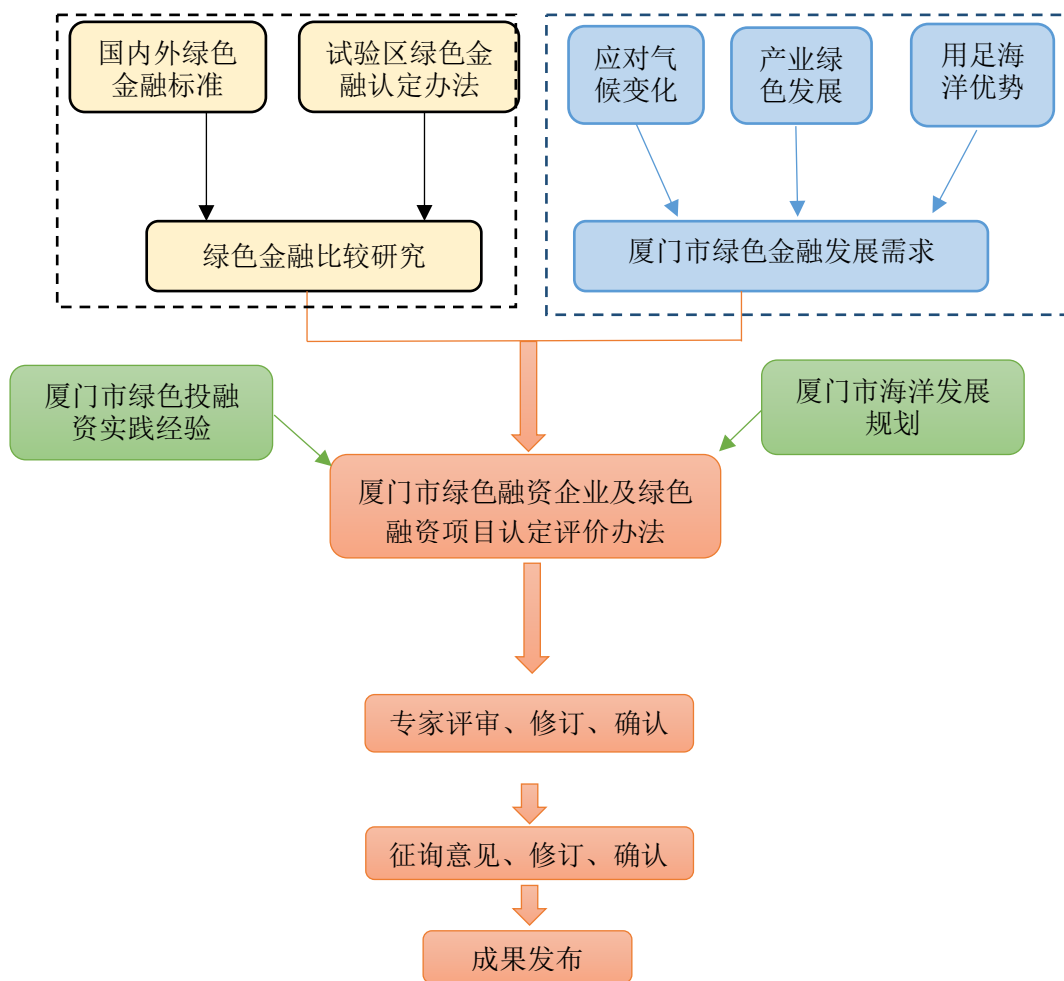 国内外绿色
金融标准
试验区绿色金
融认定办法
应对气
候变化
产业绿
色发展
用足海
洋优势
绿色金融比较研究
厦门市绿色金融发展需求
厦门市绿色投融
资实践经验
厦门市海洋发展
规划
厦门市绿色融资企业及绿色
融资项目认定评价办法
专家评审、修订、确认
征询意见、修订、确认
成果发布